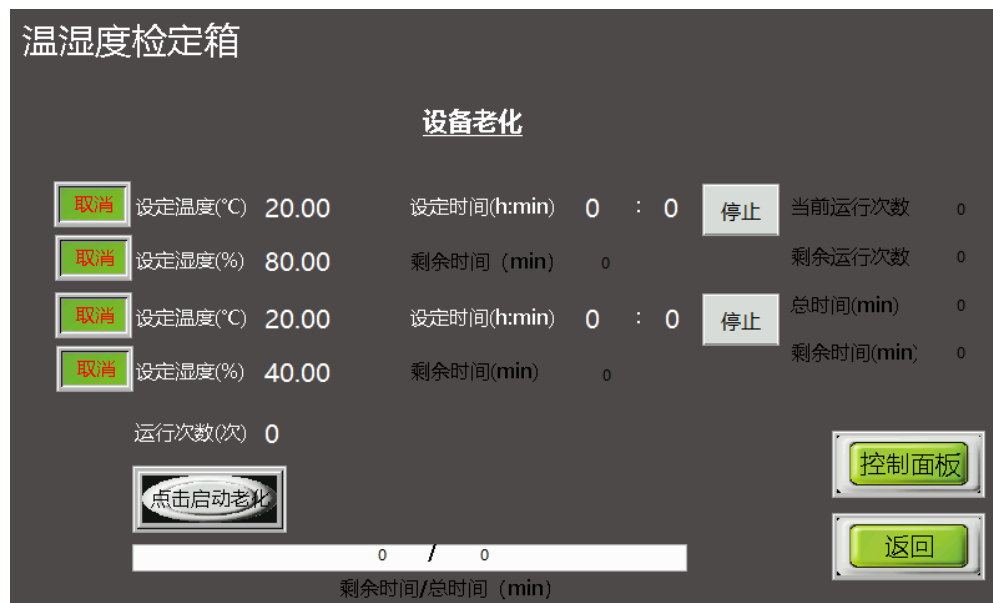 温湿度检定箱
设备老化
取消 设定温度(℃) 20.00 设定时间(h:min) 0 : 0 停止 当前运行次数 0
取消 设定湿度(%) 80.00 剩余时间（min） 0 剩余运行次数 0
取消 设定温度(℃) 20.00 设定时间(h:min) 0 : 0 停止 总时间(min) 0
取消 设定湿度(%) 40.00 剩余时间(min) 0 剩余时间(min) 0
运行次数(次) 0
控制面板
点击启动老化
0 / 0 返回
剩余时间/总时间（min）